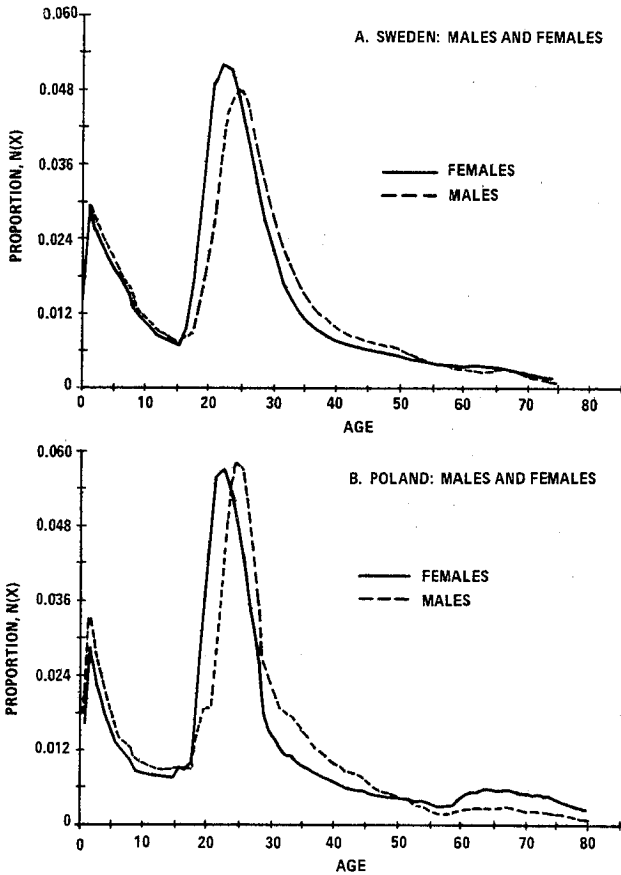 0.060
A. SWEDEN: MALES AND FEMALES
0.048
0.036
FEMALES
MALES
PROPORTION, N(X)
0.024
0.012
0
0 10 20 30 40 50 60 70 80
AGE
0.060
B. POLAND: MALES AND FEMALES
0.048
FEMALES
0.036
MALES
PROPORTION, N(X)
0.024
0.012
0
0 10 20 30 40 50 60 70 80
AGE